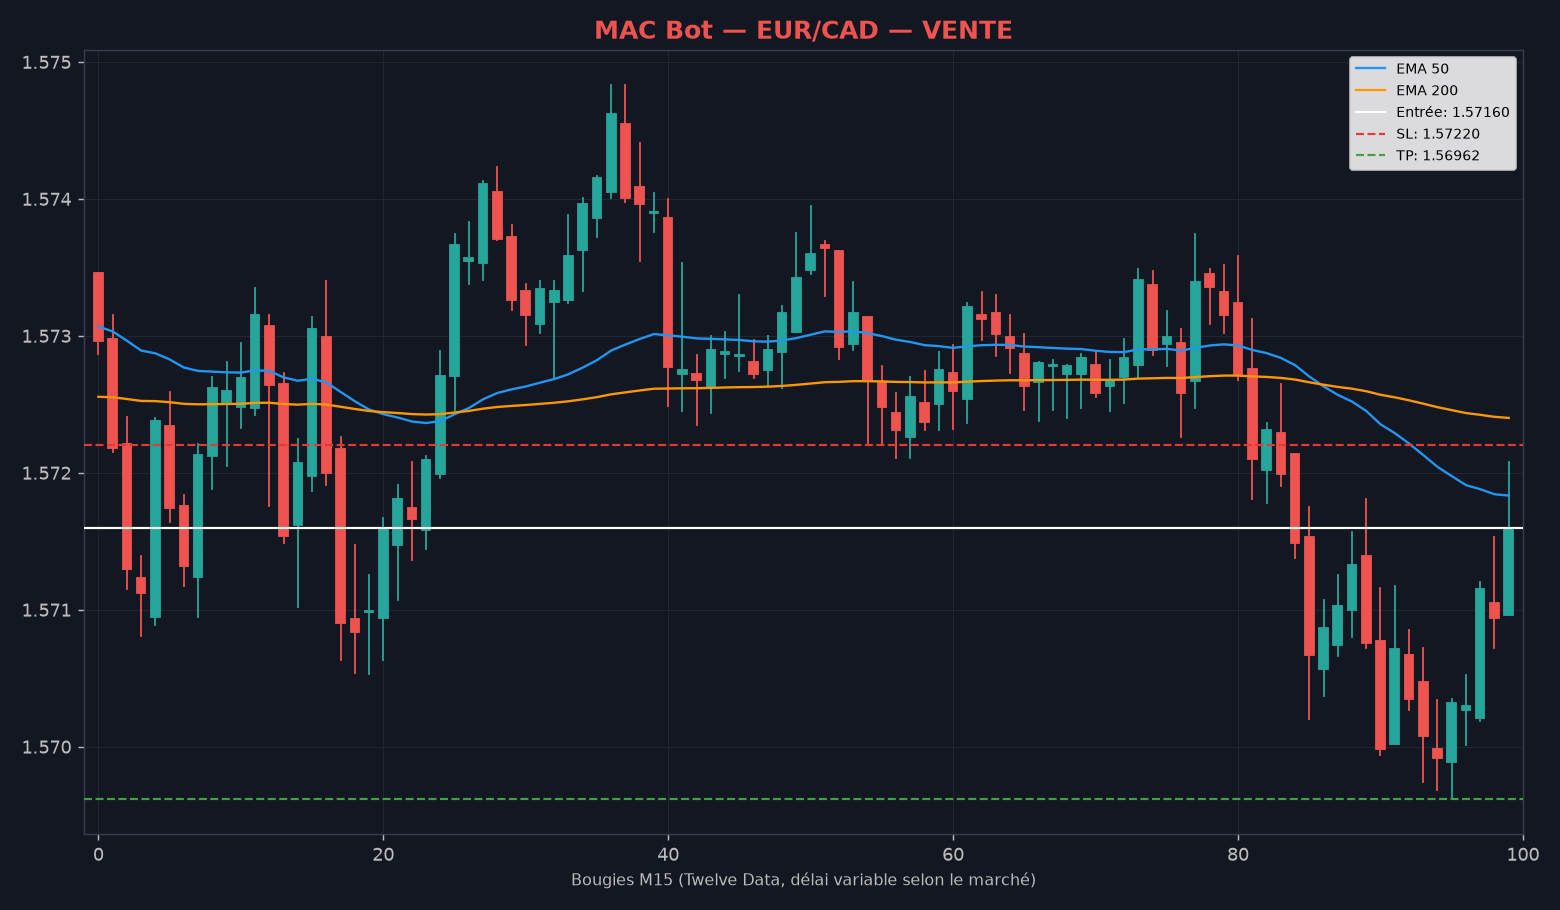 MAC Bot — EUR/CAD — VENTE
EMA 50
EMA 200
Entrée: 1.57160
SL: 1.57220
TP: 1.56962
1.575
1.574
1.573
1.572
1.571
1.570
0 20 40 60 80 100
Bougies M15 (Twelve Data, délai variable selon le marché)